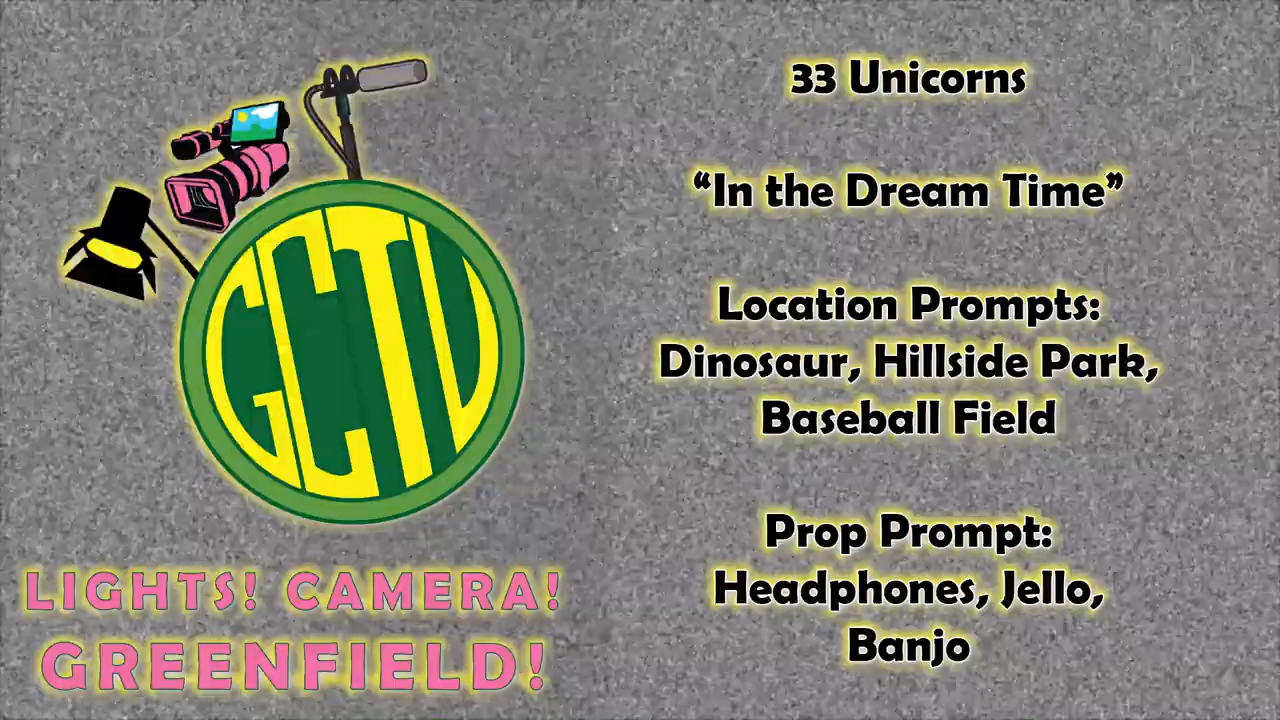 GCTV
LIGHTS! CAMERA!
GREENFIELD!
33 Unicorns
“In the Dream Time”
Location Prompts:
Dinosaur, Hillside Park,
Baseball Field
Prop Prompt:
Headphones, Jello,
Banjo